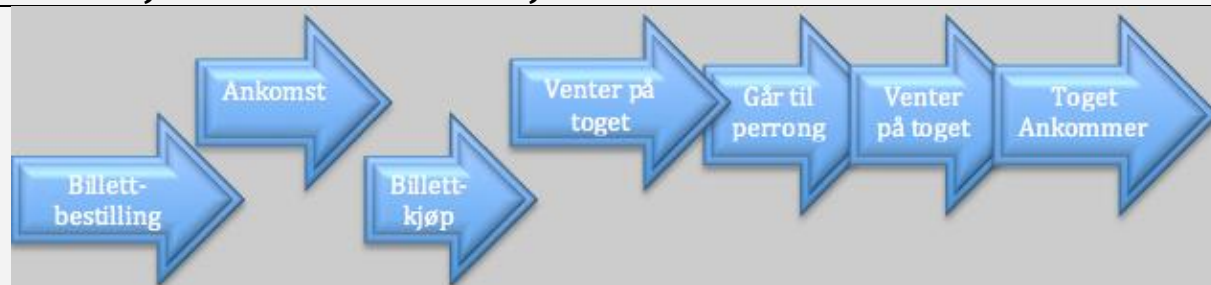 Billett-
bestilling
Ankomst
Billett-
kjøp
Venter på
toget
Går til
perrong
Venter
på toget
Toget
Ankommer